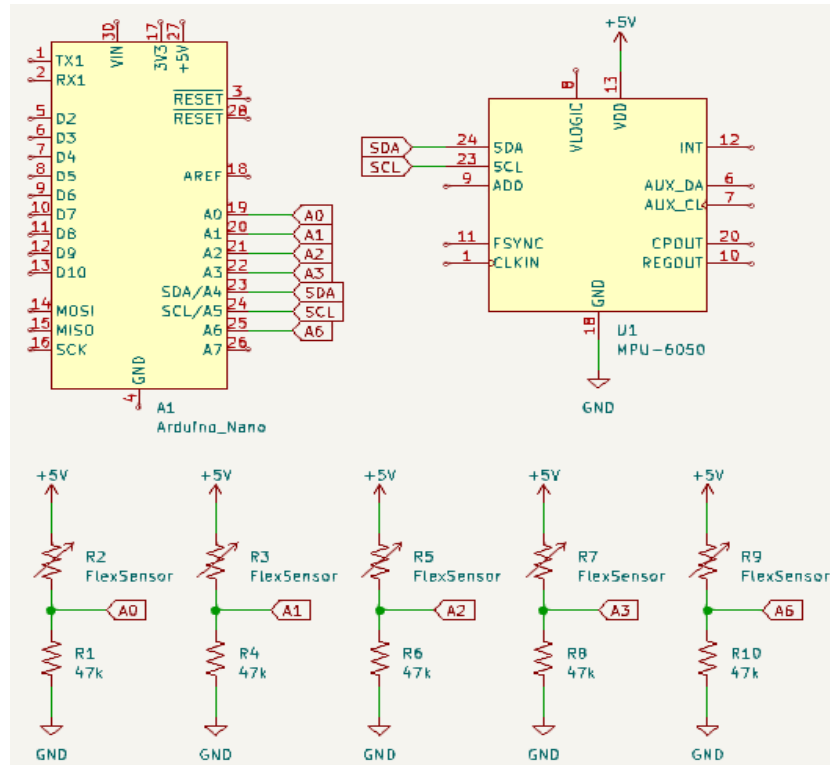 30 17 27
VIN 3V3 +5V
1 TX1
2 RX1
RESET 3
RESET 28
5 D2
6 D3
7 D4
8 D5
9 D6
10 D7
11 D8
12 D9
13 D10
AREF 18
A0 19 A0
A1 20 A1
A2 21 A2
A3 22 A3
SDA/A4 23 SDA
SCL/A5 24 SCL
A6 25 A6
A7 26
14 MOSI
15 MISO
16 SCK
GND
4
A1
Arduino_Nano
+5V
8 13
VLOGIC VDD
SDA 24 SDA
SCL 23 SCL
9 ADD
11 FSYNC
1 CLKIN
INT 12
AUX_DA 6
AUX_CL 7
CPOUT 20
REGOUT 10
GND
18
U1
MPU-6050
GND
+5V +5V +5V +5V +5V
R2 R3 R5 R7 R9
FlexSensor FlexSensor FlexSensor FlexSensor FlexSensor
A0 A1 A2 A3 A6
R1 R4 R6 R8 R10
47k 47k 47k 47k 47k
GND GND GND GND GND